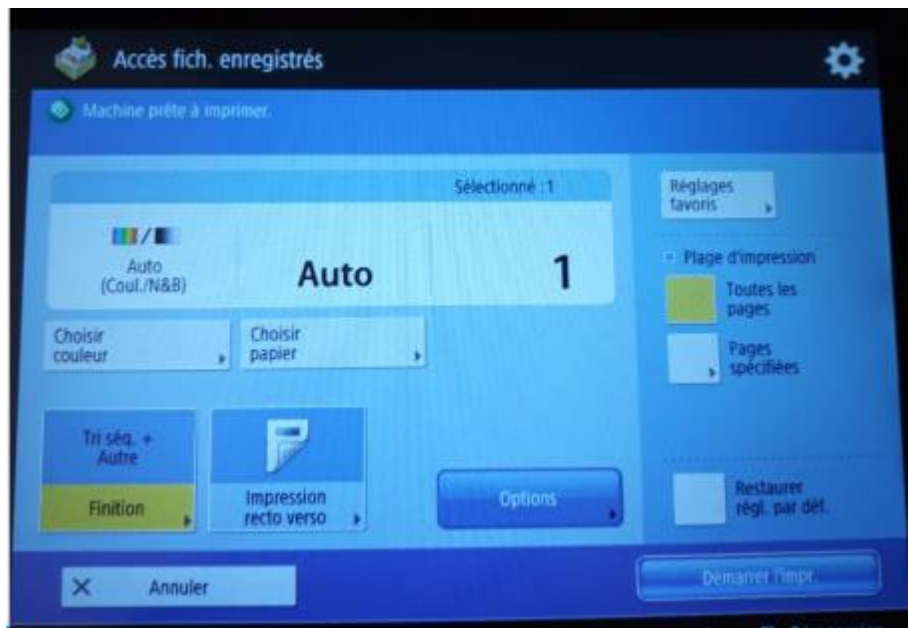 Accès fich. enregistrés
Machine prête à imprimer.
Sélectionné : 1
Auto
(Coul./N&B)
Auto
1
Choisir
couleur
Choisir
papier
Tri séq. +
Autre
Finition
Impression
recto verso
Options
Réglages
favoris
Plage d'impression
Toutes les
pages
Pages
spécifiées
Restaurer
régl. par déf.
Annuler
Démarrer l'impr.